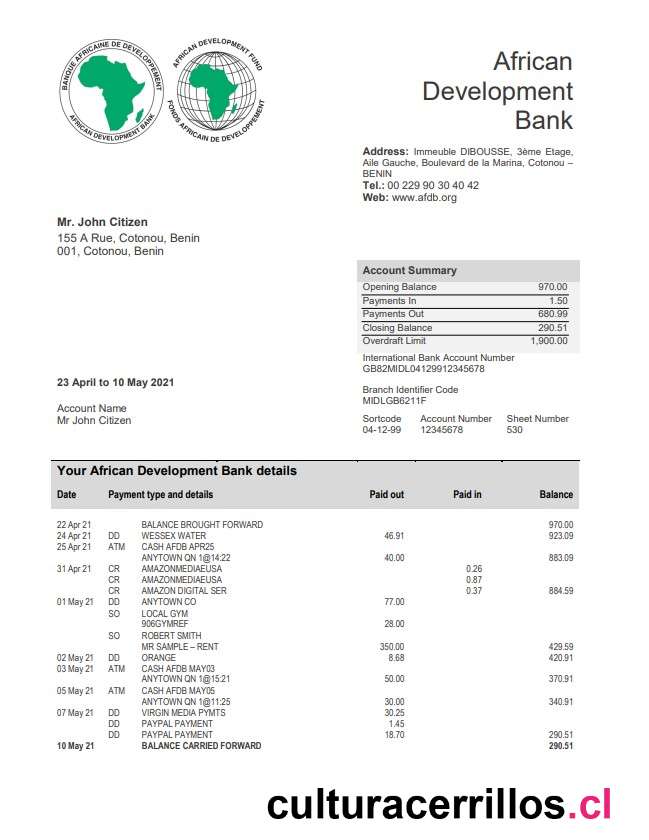 BANQUE AFRICAINE DE DEVELOPPEMENT
AFRICAN DEVELOPMENT BANK
AFRICAN DEVELOPMENT FUND
FONDS AFRICAIN DE DEVELOPPEMENT
African
Development
Bank
Address: Immeuble DIBOUSSE, 3ème Etage,
Aile Gauche, Boulevard de la Marina, Cotonou –
BENIN
Tel.: 00 229 90 30 40 42
Web: www.afdb.org
Mr. John Citizen
155 A Rue, Cotonou, Benin
001, Cotonou, Benin
Account Summary
Opening Balance 970.00
Payments In 1.50
Payments Out 680.99
Closing Balance 290.51
Overdraft Limit 1,900.00
International Bank Account Number
GB82MIDL04129912345678
23 April to 10 May 2021
Branch Identifier Code
MIDLGB6211F
Account Name
Mr John Citizen
Sortcode Account Number Sheet Number
04-12-99 12345678 530
Your African Development Bank details
Date Payment type and details Paid out Paid in Balance
22 Apr 21 BALANCE BROUGHT FORWARD 970.00
24 Apr 21 DD WESSEX WATER 46.91 923.09
25 Apr 21 ATM CASH AFDB APR25
ANYTOWN QN 1@14:22 40.00 883.09
31 Apr 21 CR AMAZONMEDIAEUSA 0.26
CR AMAZONMEDIAEUSA 0.87
CR AMAZON DIGITAL SER 0.37 884.59
01 May 21 DD ANYTOWN CO 77.00
SO LOCAL GYM
906GYMREF 28.00
SO ROBERT SMITH
MR SAMPLE – RENT 350.00 429.59
02 May 21 DD ORANGE 8.68 420.91
03 May 21 ATM CASH AFDB MAY03
ANYTOWN QN 1@15:21 50.00 370.91
05 May 21 ATM CASH AFDB MAY05
ANYTOWN QN 1@11:25 30.00 340.91
07 May 21 DD VIRGIN MEDIA PYMTS 30.25
DD PAYPAL PAYMENT 1.45
DD PAYPAL PAYMENT 18.70 290.51
10 May 21 BALANCE CARRIED FORWARD 290.51
culturacerrillos.cl